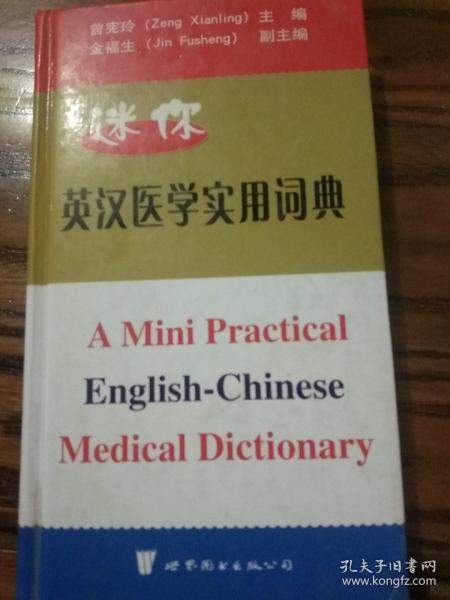 曾宪玲（Zeng Xianling）主 编
金福生（Jin Fusheng） 副主编
迷你
英汉医学实用词典
A Mini Practical
English-Chinese
Medical Dictionary
世界图书出版公司
孔夫子旧书网
www.kongfz.com